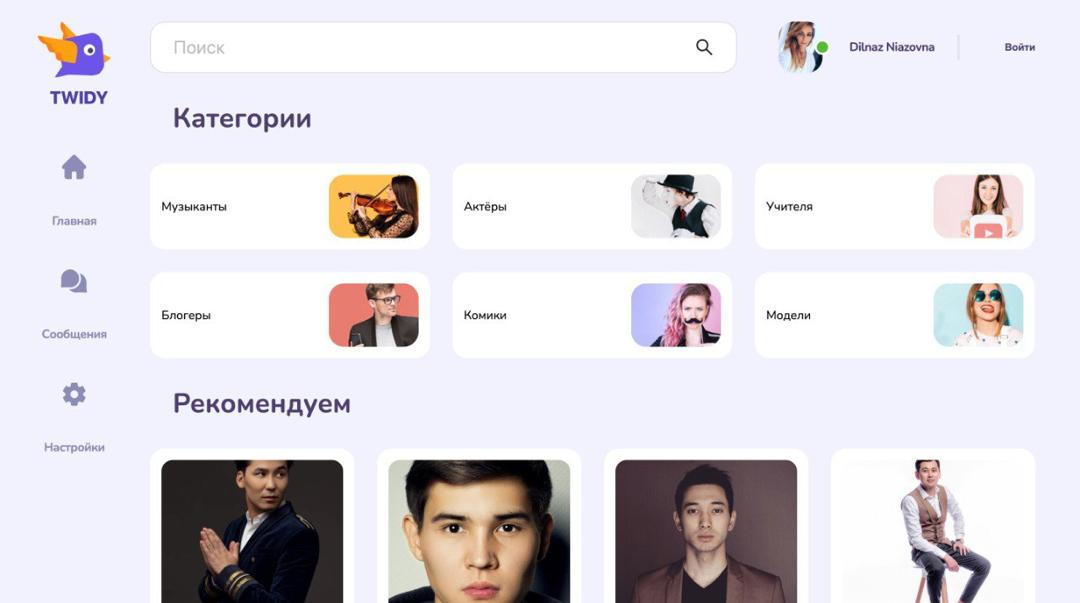 Поиск
Dilnaz Niazovna
Войти
TWIDY
Категории
Главная
Сообщения
Настройки
Музыканты
Актёры
Учителя
Блогеры
Комики
Модели
Рекомендуем